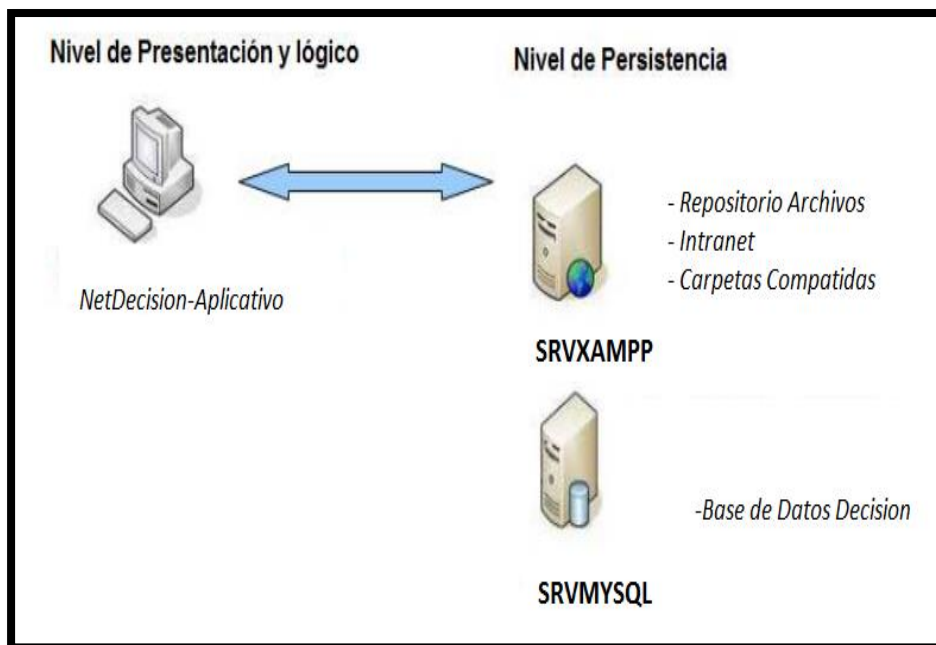 Nivel de Presentación y lógico
Nivel de Persistencia
NetDecision-Aplicativo
- Repositorio Archivos
- Intranet
- Carpetas Compatidas
SRVXAMPP
-Base de Datos Decision
SRVMYSQL